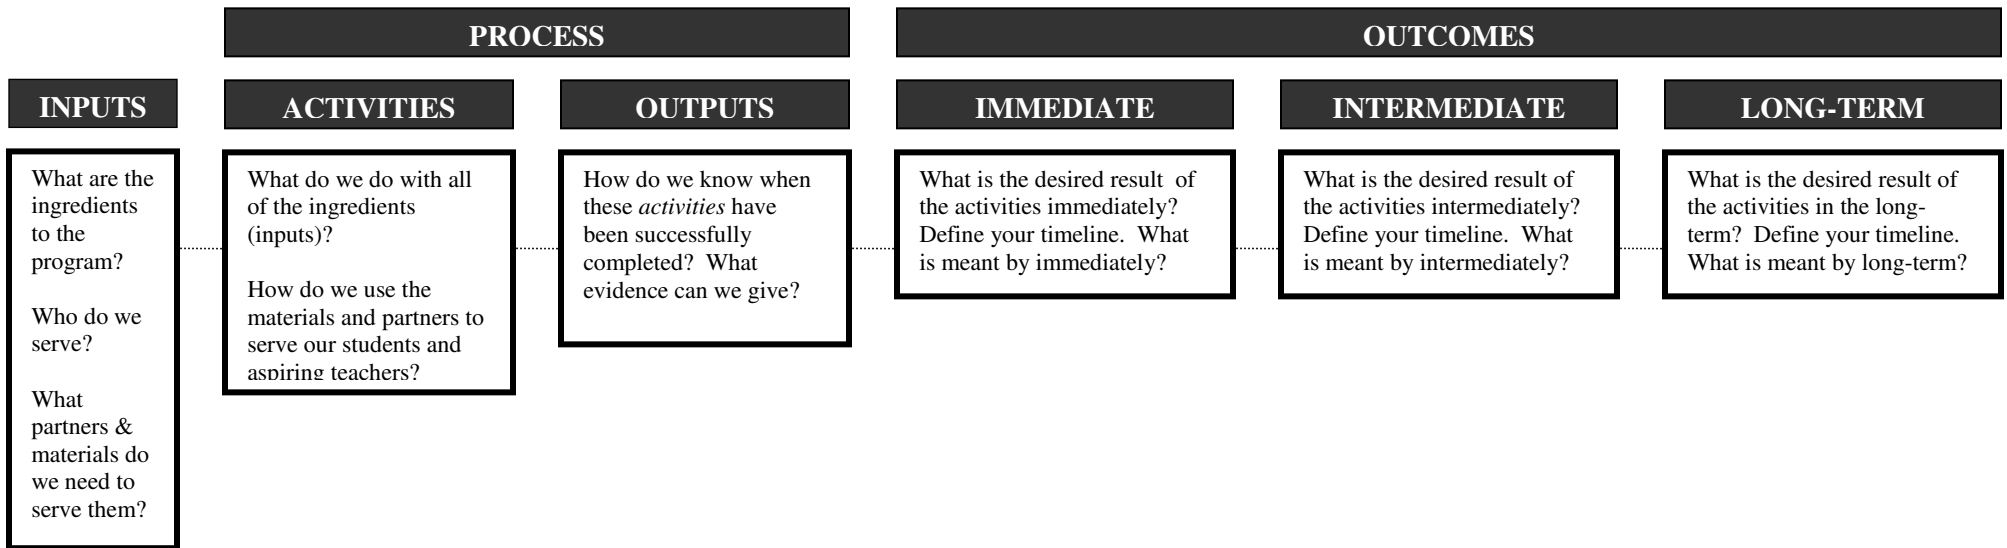 PROCESS
OUTCOMES
INPUTS
ACTIVITIES
OUTPUTS
IMMEDIATE
INTERMEDIATE
LONG-TERM
What are the
ingredients
to the
program?
Who do we
serve?
What
partners &
materials do
we need to
serve them?
What do we do with all
of the ingredients
(inputs)?
How do we use the
materials and partners to
serve our students and
aspiring teachers?
How do we know when
these activities have
been successfully
completed? What
evidence can we give?
What is the desired result of
the activities immediately?
Define your timeline. What
is meant by immediately?
What is the desired result of
the activities intermediately?
Define your timeline. What
is meant by intermediately?
What is the desired result of
the activities in the long-
term? Define your timeline.
What is meant by long-term?